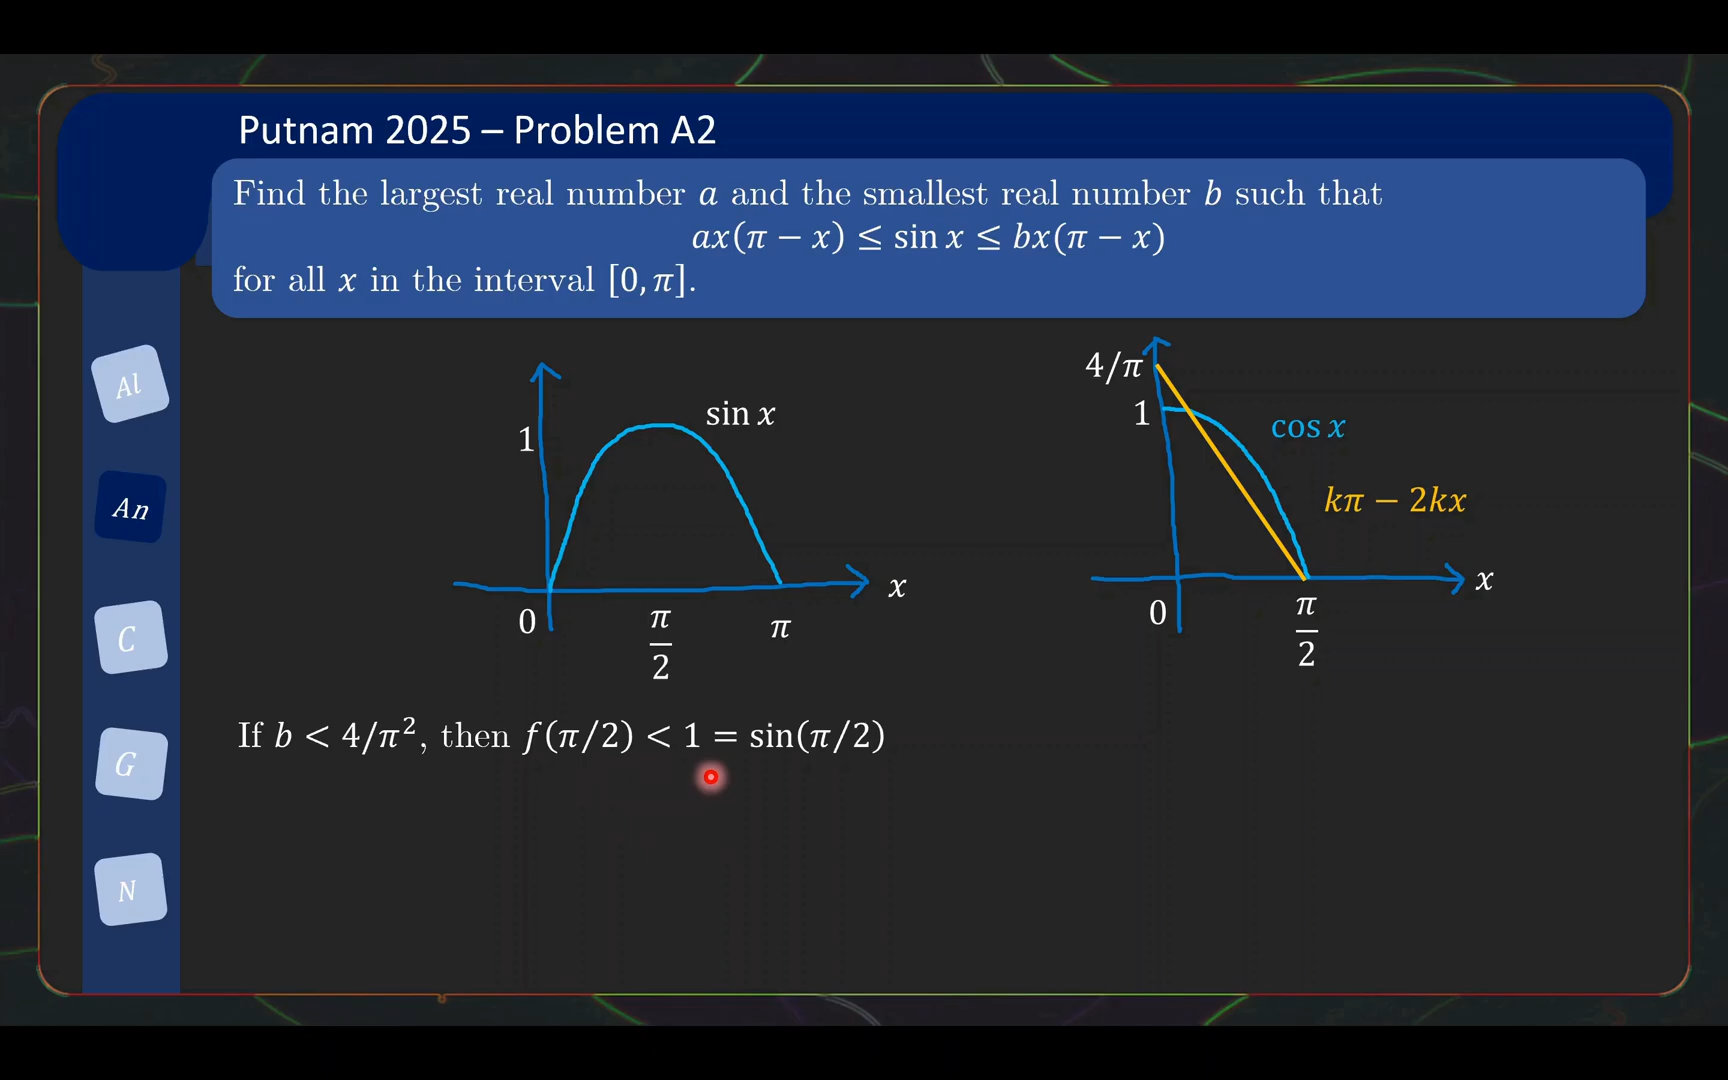 Putnam 2025 – Problem A2
Find the largest real number a and the smallest real number b such that
ax(π − x) ≤ sin x ≤ bx(π − x)
for all x in the interval [0, π].
Al
An
C
G
N
1
sin x
x
0
π/2
π
4/π
1
cos x
kπ − 2kx
x
0
π/2
If b < 4/π², then f(π/2) < 1 = sin(π/2)